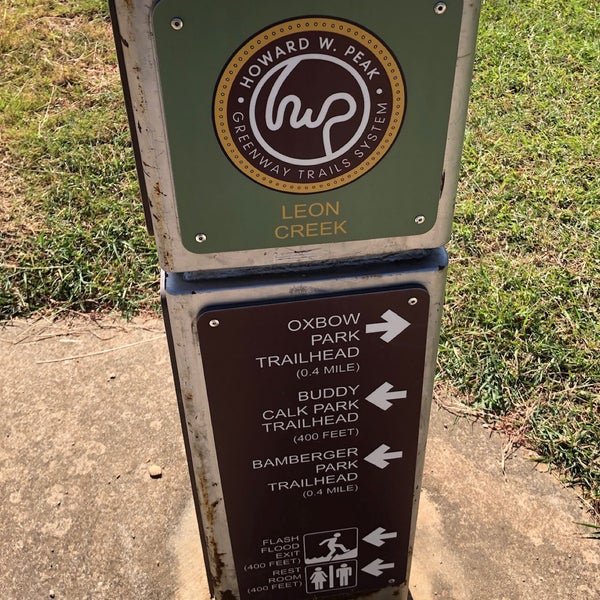 HOWARD W. PEAK
hwp
GREENWAY TRAILS SYSTEM
LEON
CREEK
OXBOW
PARK
TRAILHEAD
(0.4 MILE)
BUDDY
CALK PARK
TRAILHEAD
(400 FEET)
BAMBERGER
PARK
TRAILHEAD
(0.4 MILE)
FLASH
FLOOD
EXIT
(400 FEET)
REST
ROOM
(400 FEET)